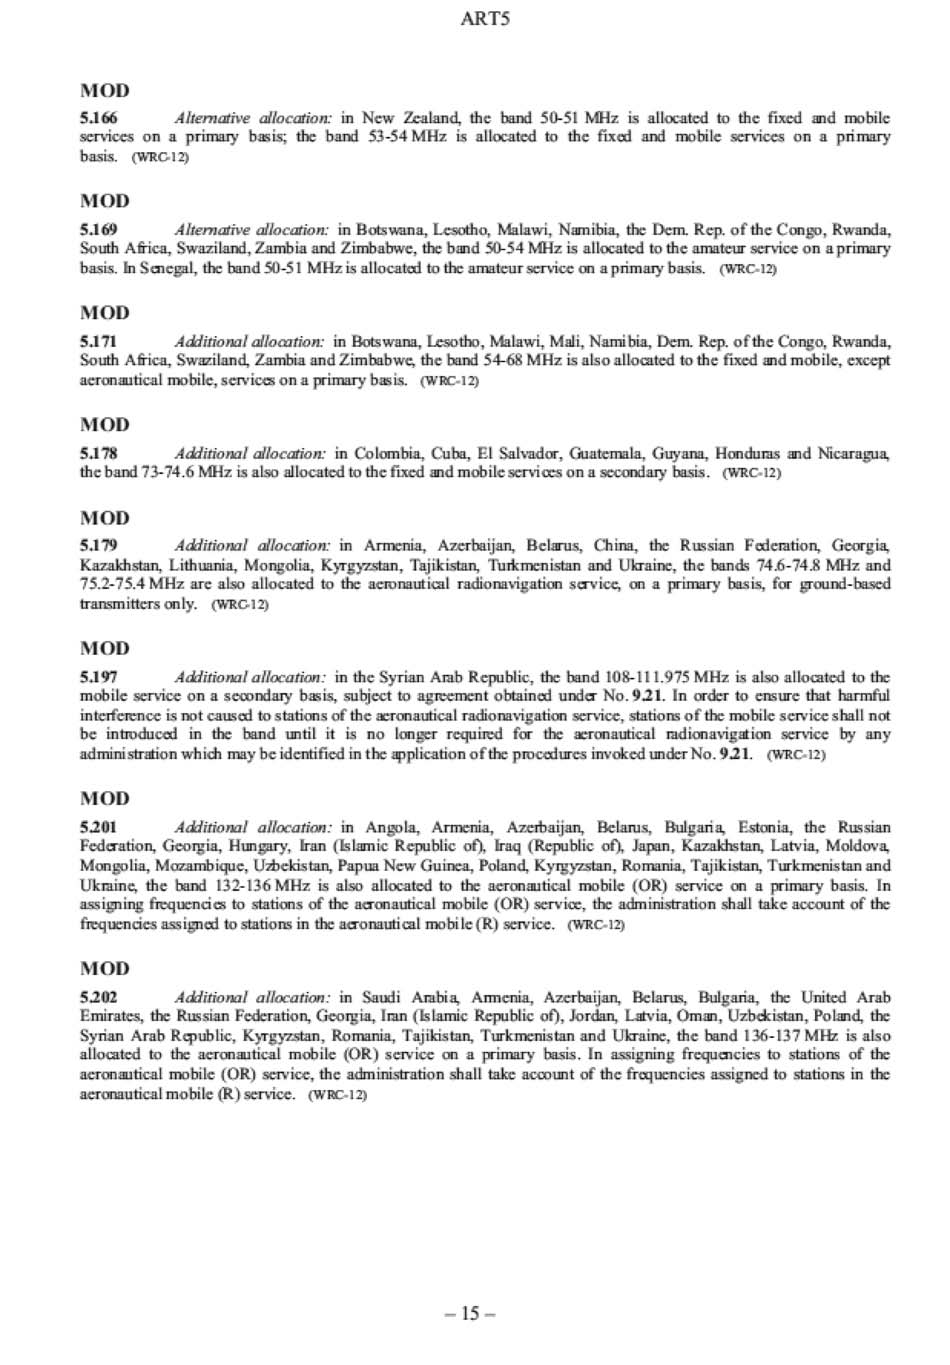 ART5
MOD
5.166 Alternative allocation: in New Zealand, the band 50-51 MHz is allocated to the fixed and mobile
services on a primary basis; the band 53-54 MHz is allocated to the fixed and mobile services on a primary
basis. (WRC-12)
MOD
5.169 Alternative allocation: in Botswana, Lesotho, Malawi, Namibia, the Dem. Rep. of the Congo, Rwanda,
South Africa, Swaziland, Zambia and Zimbabwe, the band 50-54 MHz is allocated to the amateur service on a primary
basis. In Senegal, the band 50-51 MHz is allocated to the amateur service on a primary basis. (WRC-12)
MOD
5.171 Additional allocation: in Botswana, Lesotho, Malawi, Mali, Namibia, Dem. Rep. of the Congo, Rwanda,
South Africa, Swaziland, Zambia and Zimbabwe, the band 54-68 MHz is also allocated to the fixed and mobile, except
aeronautical mobile, services on a primary basis. (WRC-12)
MOD
5.178 Additional allocation: in Colombia, Cuba, El Salvador, Guatemala, Guyana, Honduras and Nicaragua,
the band 73-74.6 MHz is also allocated to the fixed and mobile services on a secondary basis. (WRC-12)
MOD
5.179 Additional allocation: in Armenia, Azerbaijan, Belarus, China, the Russian Federation, Georgia,
Kazakhstan, Lithuania, Mongolia, Kyrgyzstan, Tajikistan, Turkmenistan and Ukraine, the bands 74.6-74.8 MHz and
75.2-75.4 MHz are also allocated to the aeronautical radionavigation service, on a primary basis, for ground-based
transmitters only. (WRC-12)
MOD
5.197 Additional allocation: in the Syrian Arab Republic, the band 108-111.975 MHz is also allocated to the
mobile service on a secondary basis, subject to agreement obtained under No. 9.21. In order to ensure that harmful
interference is not caused to stations of the aeronautical radionavigation service, stations of the mobile service shall not
be introduced in the band until it is no longer required for the aeronautical radionavigation service by any
administration which may be identified in the application of the procedures invoked under No. 9.21. (WRC-12)
MOD
5.201 Additional allocation: in Angola, Armenia, Azerbaijan, Belarus, Bulgaria, Estonia, the Russian
Federation, Georgia, Hungary, Iran (Islamic Republic of), Iraq (Republic of), Japan, Kazakhstan, Latvia, Moldova,
Mongolia, Mozambique, Uzbekistan, Papua New Guinea, Poland, Kyrgyzstan, Romania, Tajikistan, Turkmenistan and
Ukraine, the band 132-136 MHz is also allocated to the aeronautical mobile (OR) service on a primary basis. In
assigning frequencies to stations of the aeronautical mobile (OR) service, the administration shall take account of the
frequencies assigned to stations in the aeronautical mobile (R) service. (WRC-12)
MOD
5.202 Additional allocation: in Saudi Arabia, Armenia, Azerbaijan, Belarus, Bulgaria, the United Arab
Emirates, the Russian Federation, Georgia, Iran (Islamic Republic of), Jordan, Latvia, Oman, Uzbekistan, Poland, the
Syrian Arab Republic, Kyrgyzstan, Romania, Tajikistan, Turkmenistan and Ukraine, the band 136-137 MHz is also
allocated to the aeronautical mobile (OR) service on a primary basis. In assigning frequencies to stations of the
aeronautical mobile (OR) service, the administration shall take account of the frequencies assigned to stations in the
aeronautical mobile (R) service. (WRC-12)
– 15 –